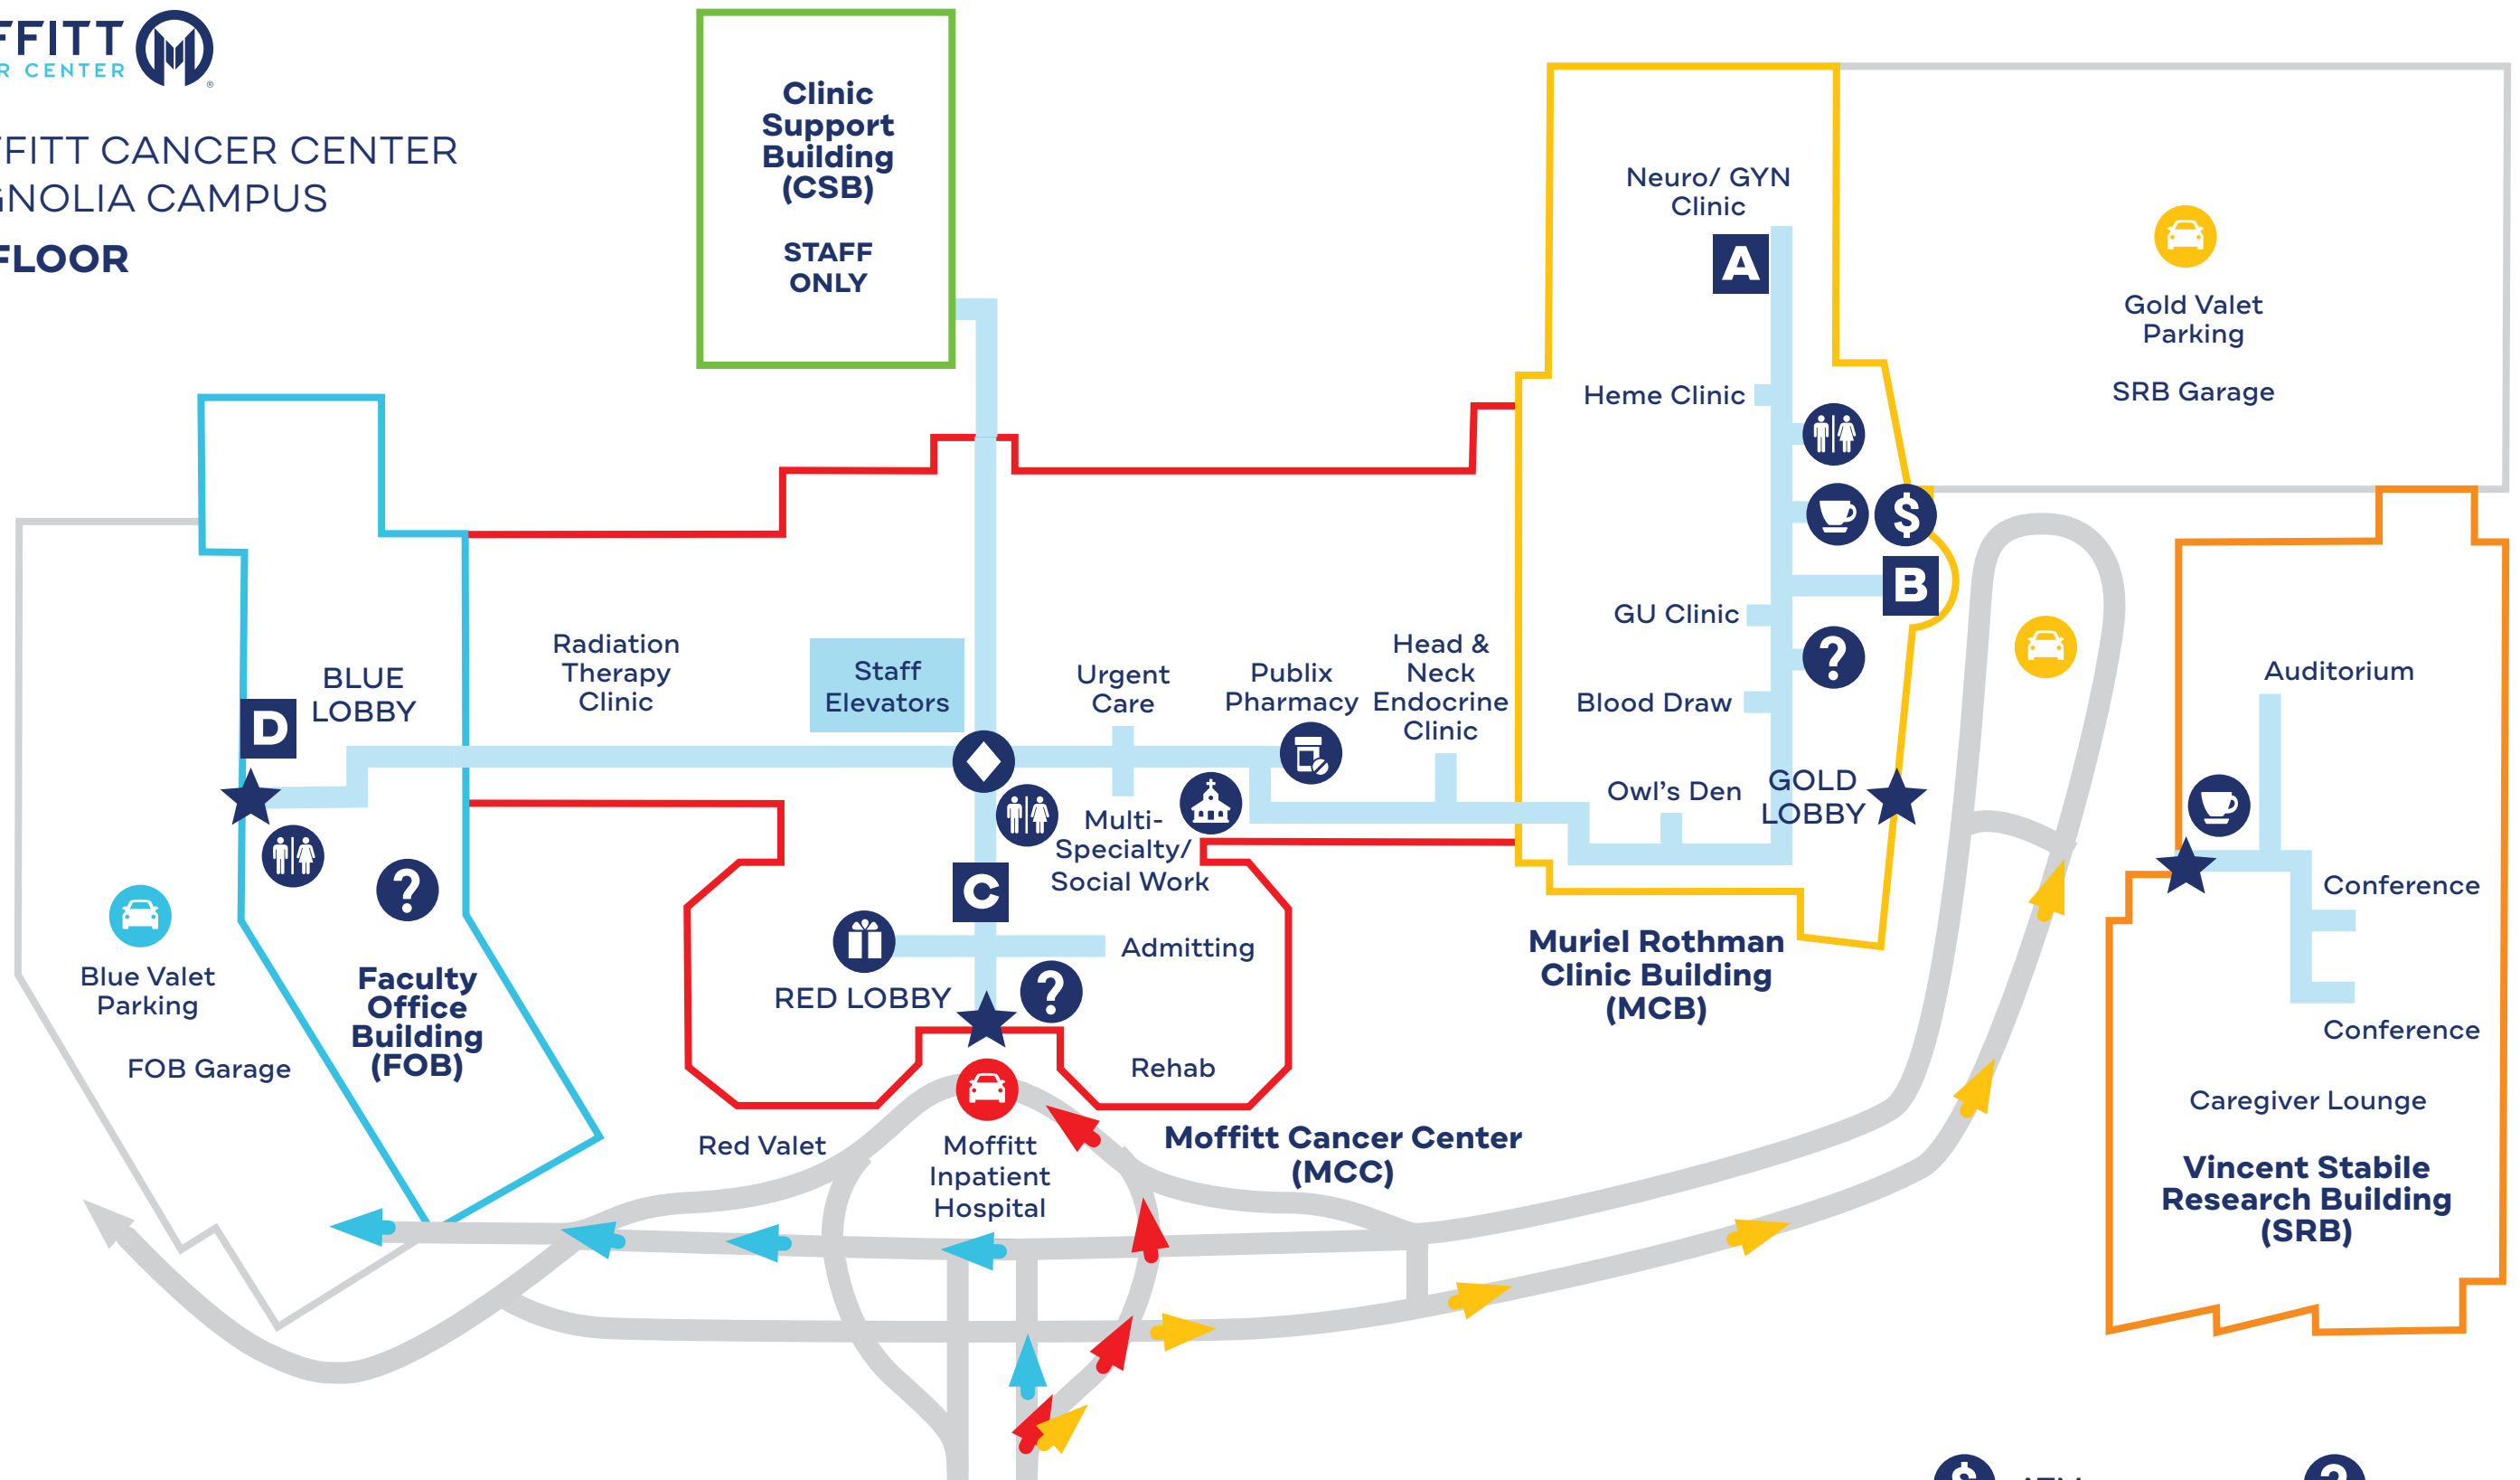 FFITT
R CENTER
FFITT CANCER CENTER
GNOLIA CAMPUS
FLOOR
Clinic
Support
Building
(CSB)
STAFF
ONLY
Neuro/ GYN
Clinic
A
Gold Valet
Parking
SRB Garage
Heme Clinic
$
B
GU Clinic
?
Blood Draw
Owl's Den
GOLD
LOBBY
Muriel Rothman
Clinic Building
(MCB)
Head &
Neck
Endocrine
Clinic
Publix
Pharmacy
Urgent
Care
Multi-
Specialty/
Social Work
Staff
Elevators
Radiation
Therapy
Clinic
BLUE
LOBBY
D
?
Blue Valet
Parking
FOB Garage
Faculty
Office
Building
(FOB)
C
Admitting
RED LOBBY
?
Rehab
Red Valet
Moffitt
Inpatient
Hospital
Moffitt Cancer Center
(MCC)
Auditorium
Conference
Conference
Caregiver Lounge
Vincent Stabile
Research Building
(SRB)
$ ATM
?